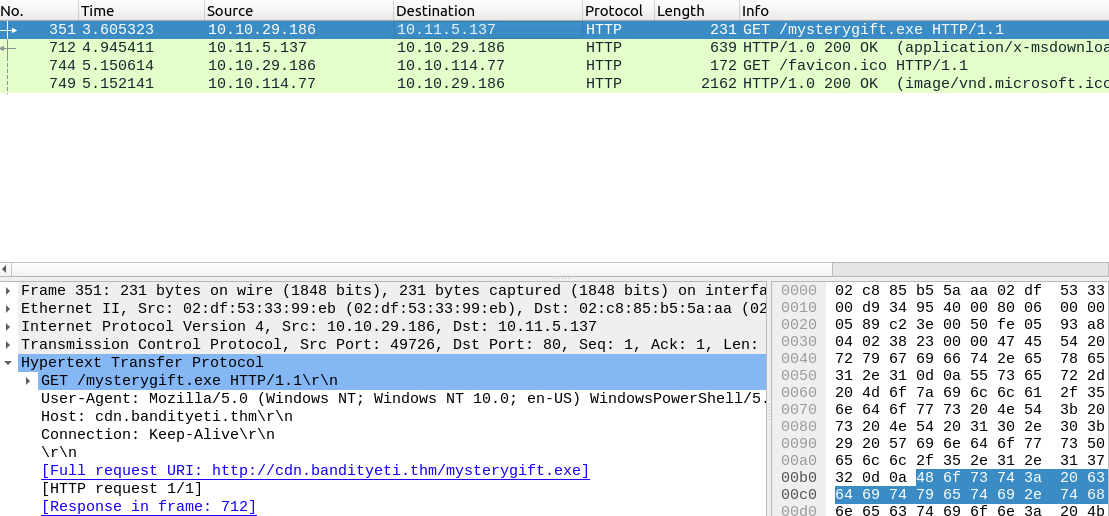 No. Time Source Destination Protocol Length Info
351 3.605323 10.10.29.186 10.11.5.137 HTTP 231 GET /mysterygift.exe HTTP/1.1
712 4.945411 10.11.5.137 10.10.29.186 HTTP 639 HTTP/1.0 200 OK (application/x-msdownloa
744 5.150614 10.10.29.186 10.10.114.77 HTTP 172 GET /favicon.ico HTTP/1.1
749 5.152141 10.10.114.77 10.10.29.186 HTTP 2162 HTTP/1.0 200 OK (image/vnd.microsoft.ico
Frame 351: 231 bytes on wire (1848 bits), 231 bytes captured (1848 bits) on interfa
Ethernet II, Src: 02:df:53:33:99:eb (02:df:53:33:99:eb), Dst: 02:c8:85:b5:5a:aa (02
Internet Protocol Version 4, Src: 10.10.29.186, Dst: 10.11.5.137
Transmission Control Protocol, Src Port: 49726, Dst Port: 80, Seq: 1, Ack: 1, Len:
Hypertext Transfer Protocol
GET /mysterygift.exe HTTP/1.1\r\n
User-Agent: Mozilla/5.0 (Windows NT; Windows NT 10.0; en-US) WindowsPowerShell/5.
Host: cdn.bandityeti.thm\r\n
Connection: Keep-Alive\r\n
\r\n
[Full request URI: http://cdn.bandityeti.thm/mysterygift.exe]
[HTTP request 1/1]
[Response in frame: 712]
0000 02 c8 85 b5 5a aa 02 df 53 33
0010 00 d9 34 95 40 00 80 06 00 00
0020 05 89 c2 3e 00 50 fe 05 93 a8
0030 04 02 38 23 00 00 47 45 54 20
0040 72 79 67 69 66 74 2e 65 78 65
0050 31 2e 31 0d 0a 55 73 65 72 2d
0060 20 4d 6f 7a 69 6c 6c 61 2f 35
0070 6e 64 6f 77 73 20 4e 54 3b 20
0080 73 20 4e 54 20 31 30 2e 30 3b
0090 29 20 57 69 6e 64 6f 77 73 50
00a0 65 6c 6c 2f 35 2e 31 2e 31 37
00b0 32 0d 0a 48 6f 73 74 3a 20 63
00c0 64 69 74 79 65 74 69 2e 74 68
00d0 6e 65 63 74 69 6f 6e 3a 20 4b